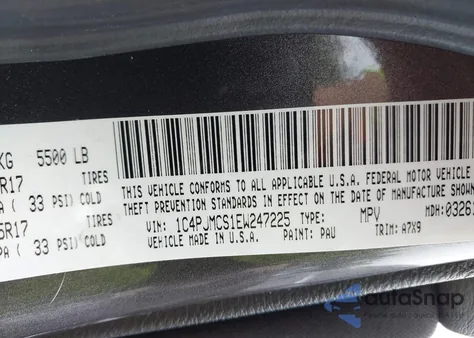 KG 5500 LB
R17 TIRES
PA ( 33 PSI) COLD
5R17 TIRES
PA ( 33 PSI) COLD
THIS VEHICLE CONFORMS TO ALL APPLICABLE U.S.A. FEDERAL MOTOR VEHICLE
THEFT PREVENTION STANDARDS IN EFFECT ON THE DATE OF MANUFACTURE SHOW
VIN: 1C4PJMCS1EW247225 TYPE: MPV MDH: 0326
VEHICLE MADE IN U.S.A. PAINT: PAU TRIM: A7X9
autoSnap